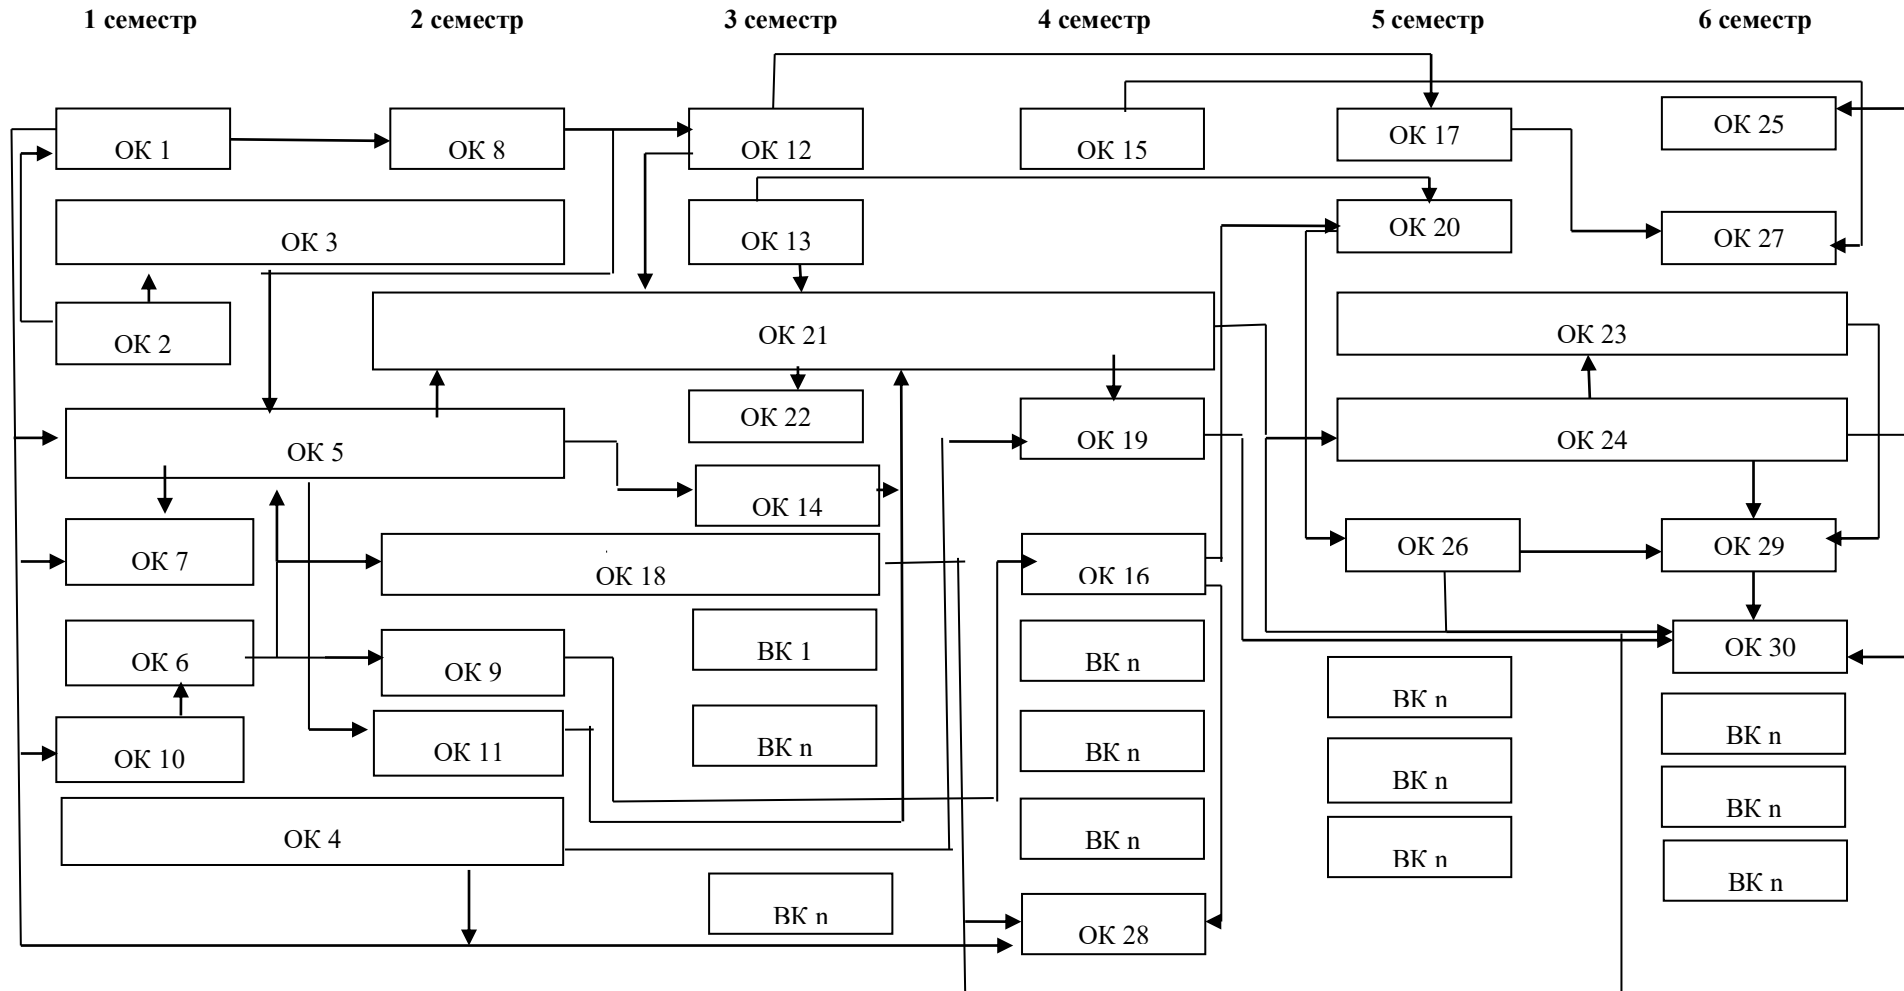 1 семестр 2 семестр 3 семестр 4 семестр 5 семестр 6 семестр
ОК 1 ОК 8 ОК 12 ОК 15 ОК 17 ОК 25
ОК 3 ОК 13 ОК 20 ОК 27
ОК 2 ОК 21 ОК 23
ОК 5 ОК 22 ОК 19 ОК 24
ОК 14
ОК 7 ОК 18 ОК 16 ОК 26 ОК 29
ОК 6 ОК 9 ВК 1 ВК n ОК 30
ВК n
ОК 10 ОК 11 ВК n ВК n ВК n ВК n
ОК 4 ВК n ВК n ВК n
ВК n ОК 28 ВК n